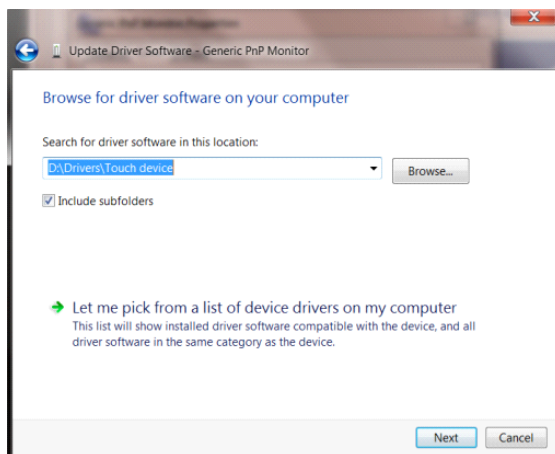 Update Driver Software - Generic PnP Monitor
Browse for driver software on your computer
Search for driver software in this location:
D:\Drivers\Touch device
Browse...
Include subfolders
Let me pick from a list of device drivers on my computer
This list will show installed driver software compatible with the device, and all
driver software in the same category as the device.
Next
Cancel